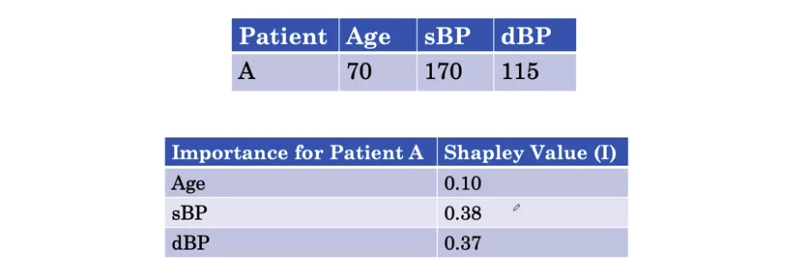 Patient Age sBP dBP
A 70 170 115
Importance for Patient A Shapley Value (I)
Age 0.10
sBP 0.38
dBP 0.37